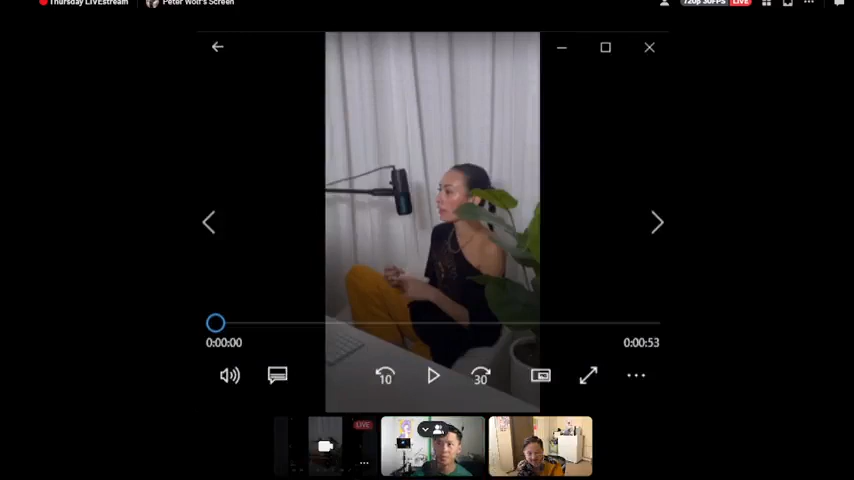 Thursday LIVEstream
Peter Wolf's Screen
720p 30FPS
LIVE
0:00:00
0:00:53
10
30
LIVE